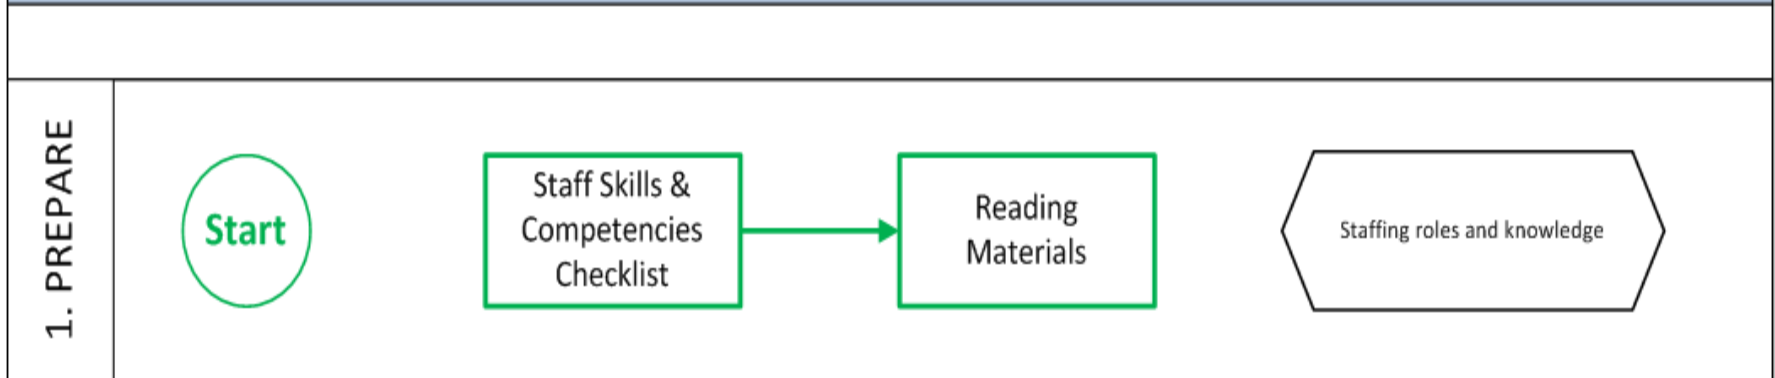 1. PREPARE
Start
Staff Skills &
Competencies
Checklist
Reading
Materials
Staffing roles and knowledge